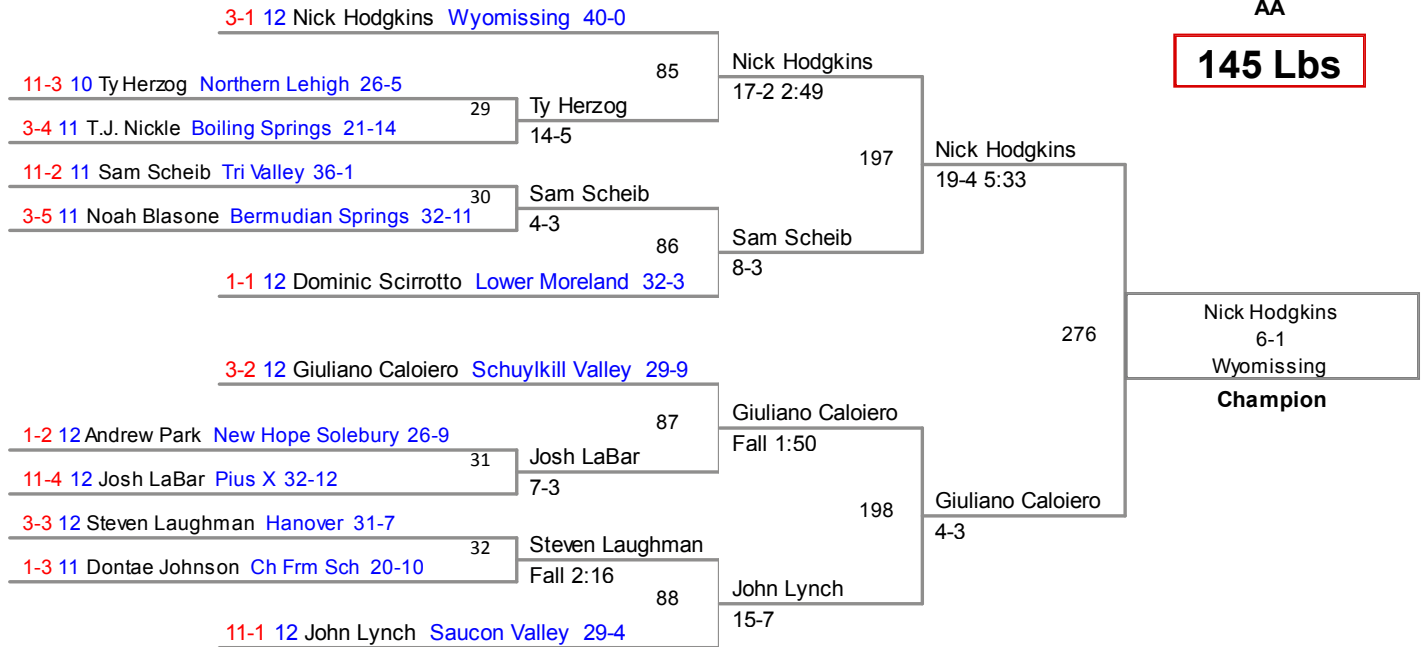 AA
145 Lbs
3-1 12 Nick Hodgkins Wyomissing 40-0
85
Nick Hodgkins
17-2 2:49
11-3 10 Ty Herzog Northern Lehigh 26-5
29
Ty Herzog
14-5
3-4 11 T.J. Nickle Boiling Springs 21-14
197
Nick Hodgkins
19-4 5:33
11-2 11 Sam Scheib Tri Valley 36-1
30
Sam Scheib
4-3
3-5 11 Noah Blasone Bermudian Springs 32-11
86
Sam Scheib
8-3
1-1 12 Dominic Scirrotto Lower Moreland 32-3
276
Nick Hodgkins
6-1
Wyomissing
Champion
3-2 12 Giuliano Caloiero Schuylkill Valley 29-9
87
Giuliano Caloiero
Fall 1:50
1-2 12 Andrew Park New Hope Solebury 26-9
31
Josh LaBar
7-3
11-4 12 Josh LaBar Pius X 32-12
198
Giuliano Caloiero
4-3
3-3 12 Steven Laughman Hanover 31-7
32
Steven Laughman
Fall 2:16
1-3 11 Dontae Johnson Ch Frm Sch 20-10
88
John Lynch
15-7
11-1 12 John Lynch Saucon Valley 29-4